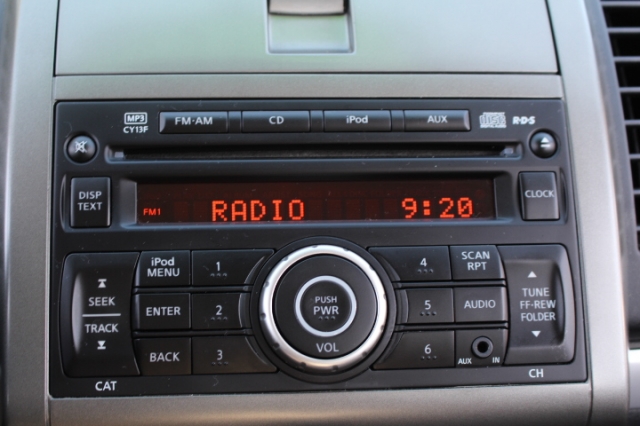 MP3
CY13F
FM·AM
CD
iPod
AUX
R·D·S
DISP
TEXT
FM1
RADIO
9:20
CLOCK
SEEK
TRACK
CAT
iPod
MENU
ENTER
BACK
1
2
3
PUSH
PWR
VOL
4
5
6
SCAN
RPT
AUDIO
AUX IN
TUNE
FF·REW
FOLDER
CH